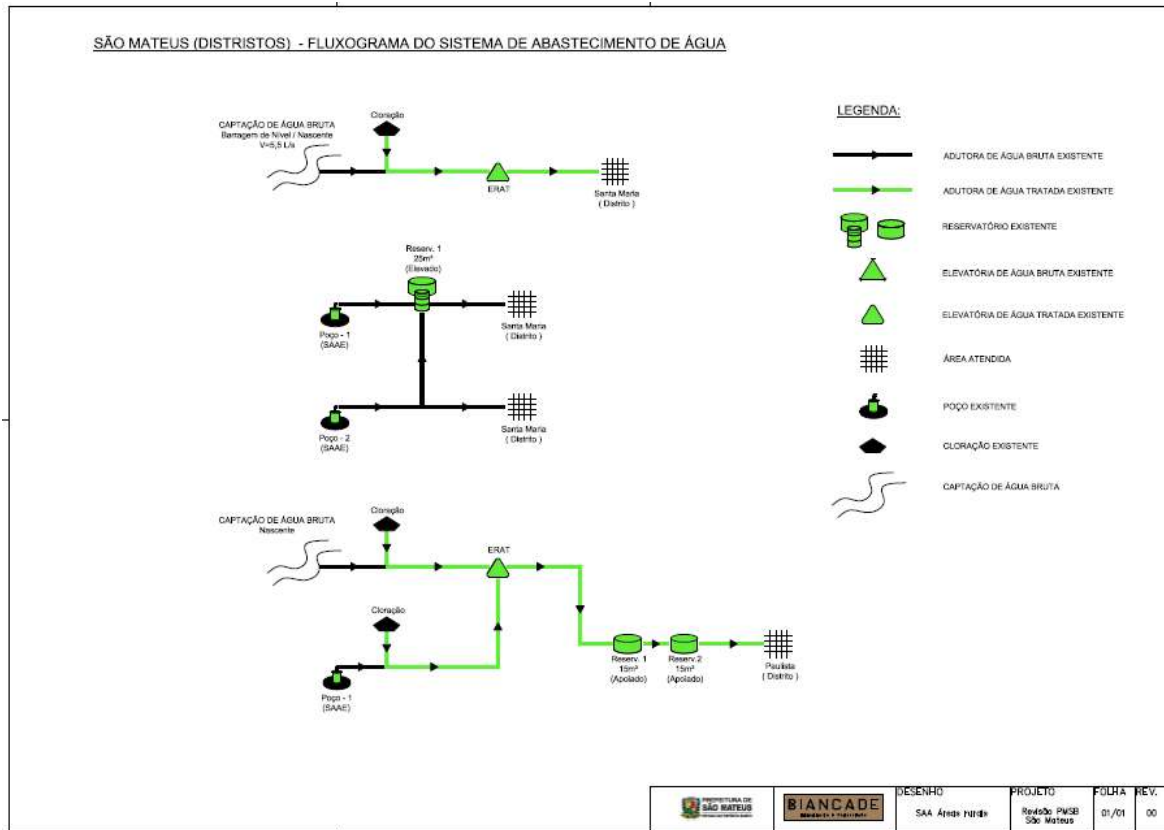 SÃO MATEUS (DISTRISTOS) - FLUXOGRAMA DO SISTEMA DE ABASTECIMENTO DE ÁGUA
CAPTAÇÃO DE ÁGUA BRUTA
Barragem de Nível / Nascente
V=5,5 L/s
Cloração
ERAT
Santa Maria
( Distrito )
Reserv. 1
25m³
(Elevado)
Poço - 1
(SAAE)
Santa Maria
( Distrito )
Poço - 2
(SAAE)
Santa Maria
( Distrito )
CAPTAÇÃO DE ÁGUA BRUTA
Nascente
Cloração
ERAT
Cloração
Poço - 1
(SAAE)
Reserv. 1
15m³
(Apoiado)
Reserv.2
15m³
(Apoiado)
Paulista
( Distrito )
LEGENDA:
ADUTORA DE ÁGUA BRUTA EXISTENTE
ADUTORA DE ÁGUA TRATADA EXISTENTE
RESERVATÓRIO EXISTENTE
ELEVATÓRIA DE ÁGUA BRUTA EXISTENTE
ELEVATÓRIA DE ÁGUA TRATADA EXISTENTE
ÁREA ATENDIDA
POÇO EXISTENTE
CLORAÇÃO EXISTENTE
CAPTAÇÃO DE ÁGUA BRUTA
PREFEITURA DE
SÃO MATEUS
BIANCADE
DESENHO
SAA Áreas rurais
PROJETO
Revisão PMSB
São Mateus
FOLHA
01/01
REV.
00